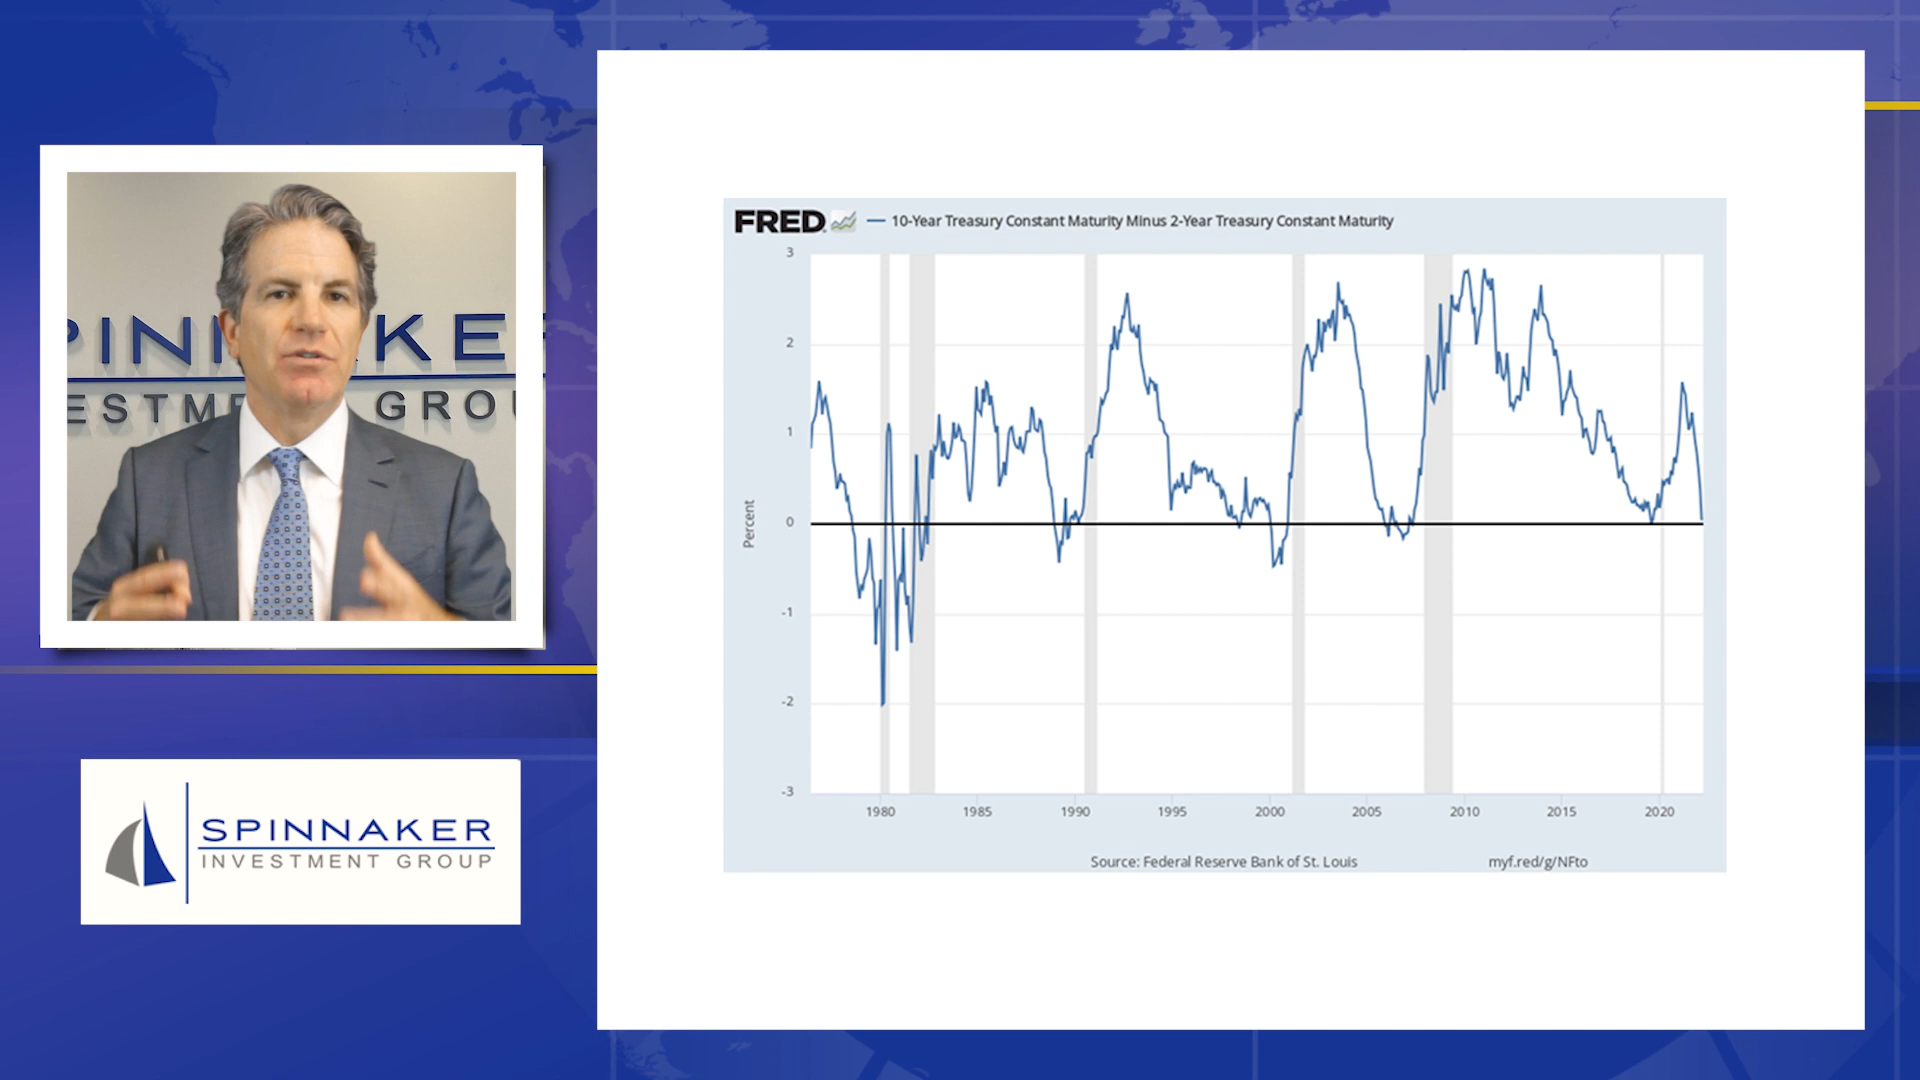 PINN KER
ESTM GRO
SPINNAKER
INVESTMENT GROUP
FRED
10-Year Treasury Constant Maturity Minus 2-Year Treasury Constant Maturity
3
2
1
0
-1
-2
-3
Percent
1980 1985 1990 1995 2000 2005 2010 2015 2020
Source: Federal Reserve Bank of St. Louis
myf.red/g/NFto